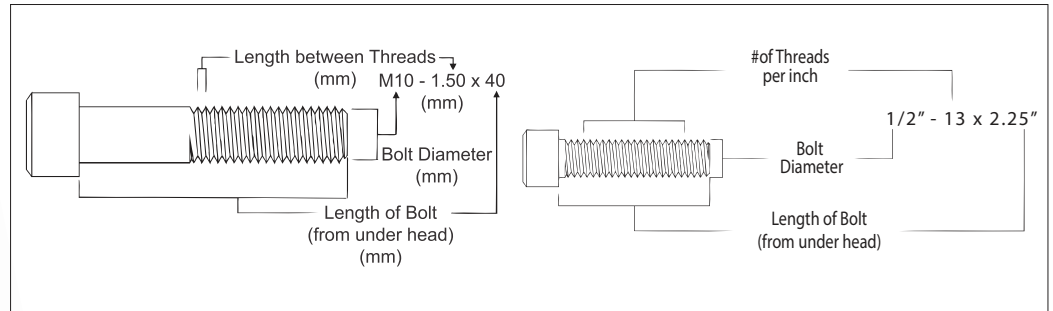 Length between Threads
(mm)
M10 - 1.50 x 40
(mm)
Bolt Diameter
(mm)
Length of Bolt
(from under head)
(mm)
#of Threads
per inch
1/2” - 13 x 2.25”
Bolt
Diameter
Length of Bolt
(from under head)